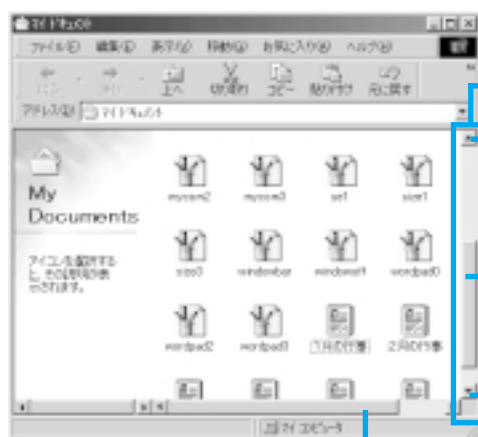 マイ ドキュメント
ファイル(F) 編集(E) 表示(V) 移動(G) お気に入り(A) ヘルプ(H)
上へ 切り取り コピー 貼り付け 元に戻す
アドレス(D) マイ ドキュメント
My
Documents
アイコンを選択する
と、その説明が表
示されます。
mycom2 mycom3 se1 size1
size3 windowbar wordpad0
wordpad2 wordpad3 1月の行事 2月の行事
マイ コンピュータ